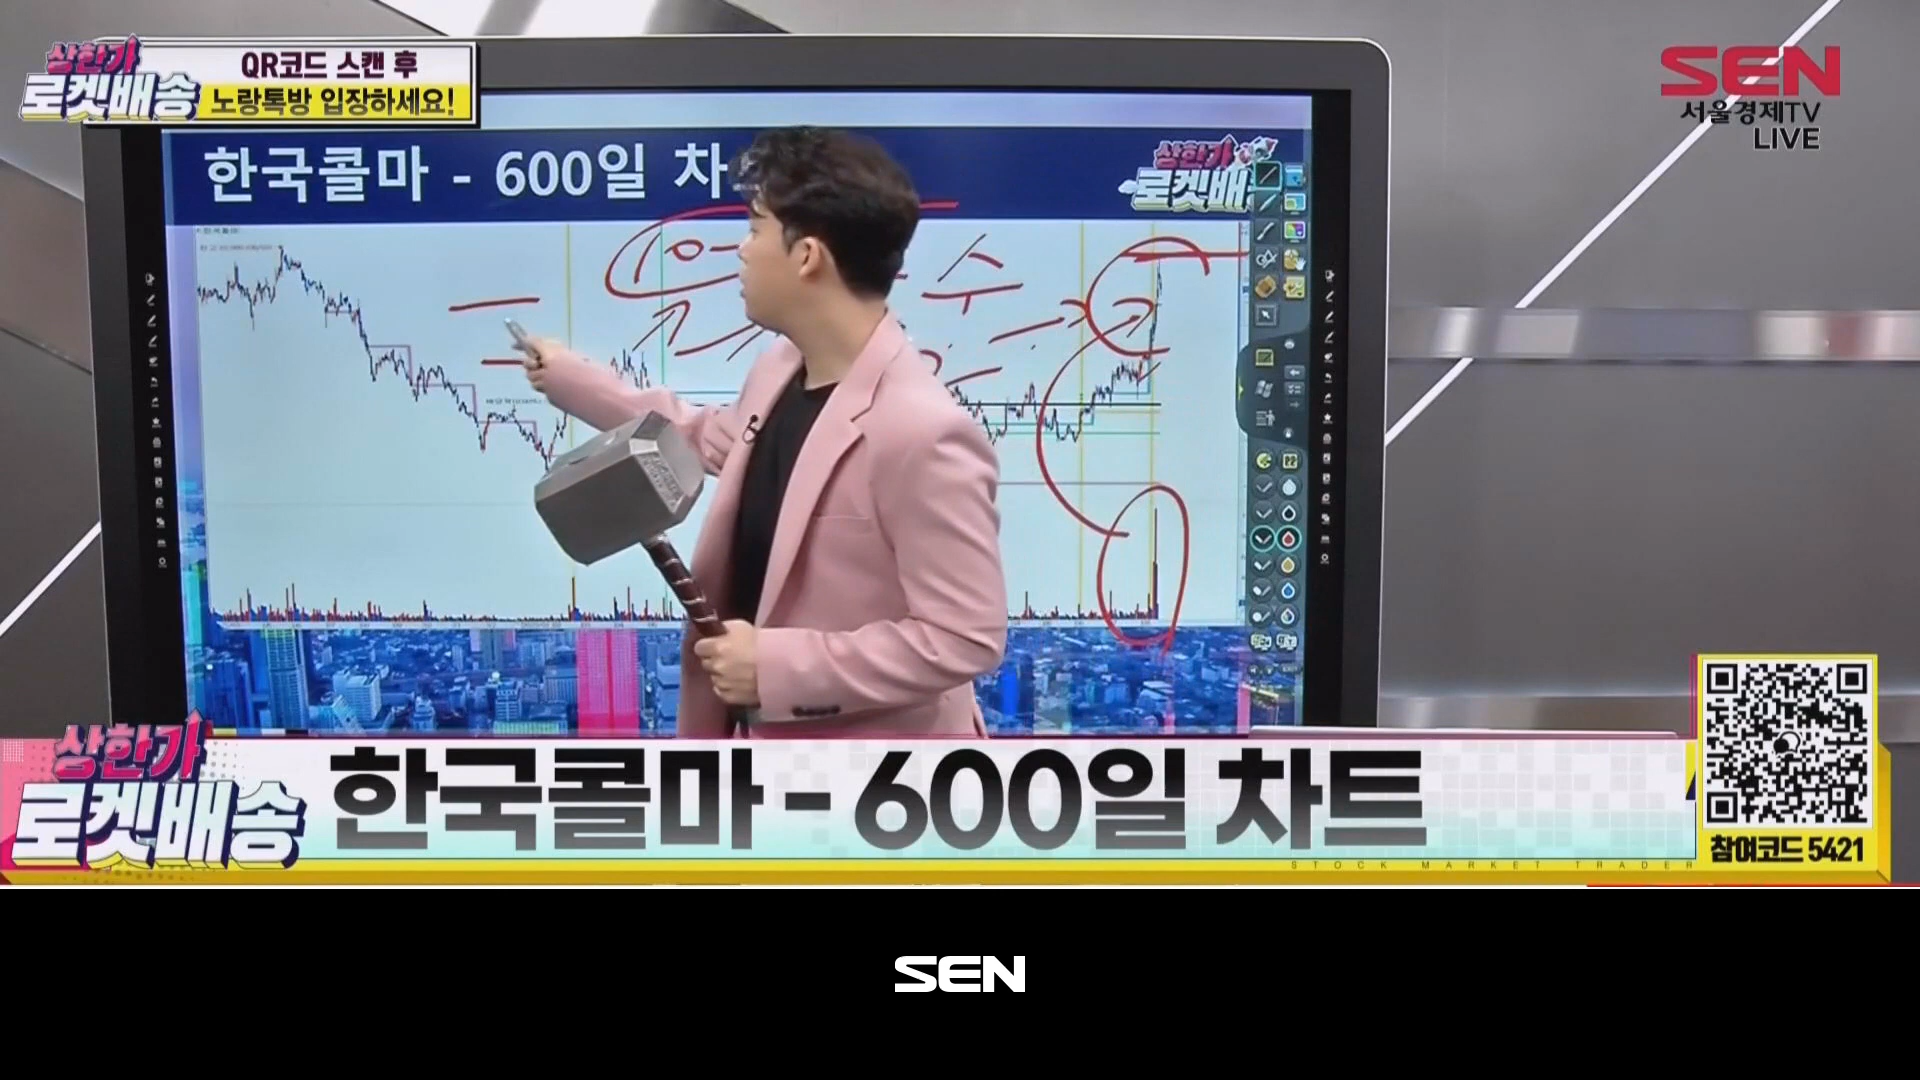 상한가
로켓배송
QR코드 스캔 후
노랑톡방 입장하세요!
SEN
서울경제TV
LIVE
한국콜마 - 600일 차
상한가
로켓배
10
수
상한가
로켓배송
한국콜마 - 600일 차트
STOCK MARKET TRADER
참여코드 5421
SEN